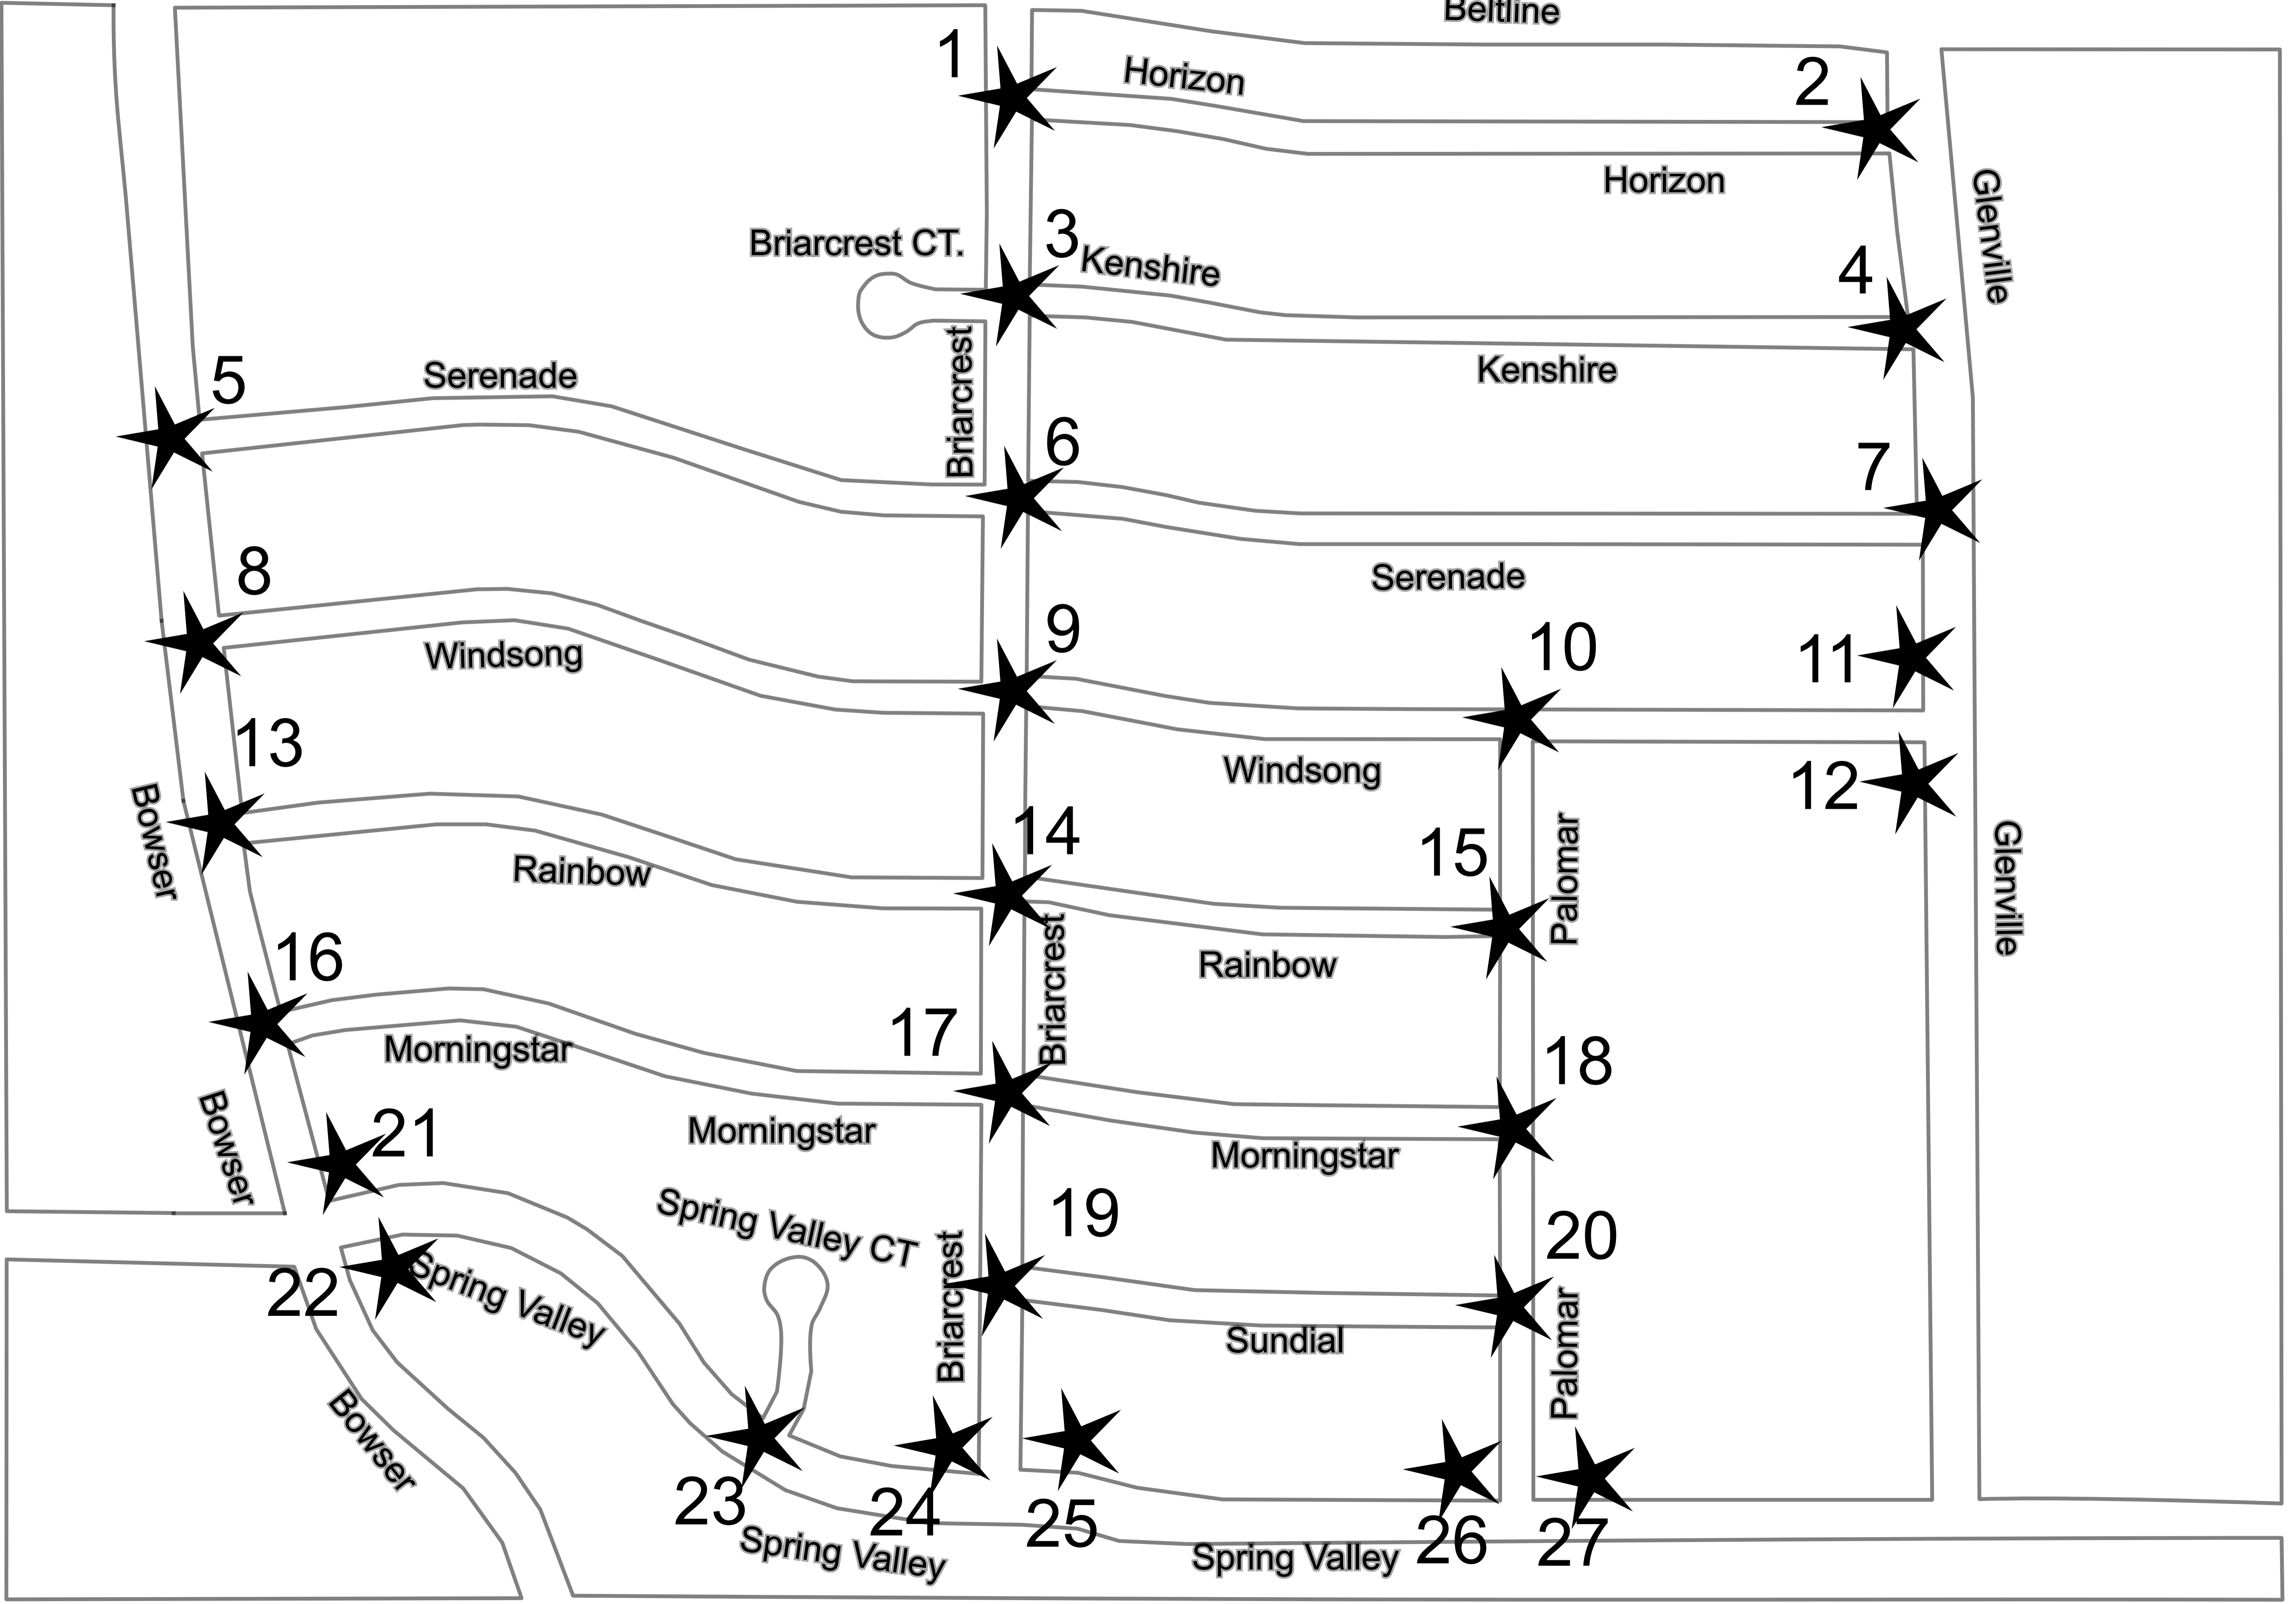 Beltline
1
Horizon
2
Horizon
Glenville
Briarcrest CT.
3
Kenshire
4
Kenshire
5
Serenade
Briarcrest
6
7
Serenade
8
Windsong
9
10
11
Windsong
12
13
Bowser
Rainbow
14
15
Palomar
Glenville
Rainbow
16
Morningstar
17
Briarcrest
18
Morningstar
Morningstar
Bowser
21
Spring Valley CT
19
20
22
Spring Valley
Briarcrest
Sundial
Palomar
Bowser
23
24
25
26
27
Spring Valley
Spring Valley